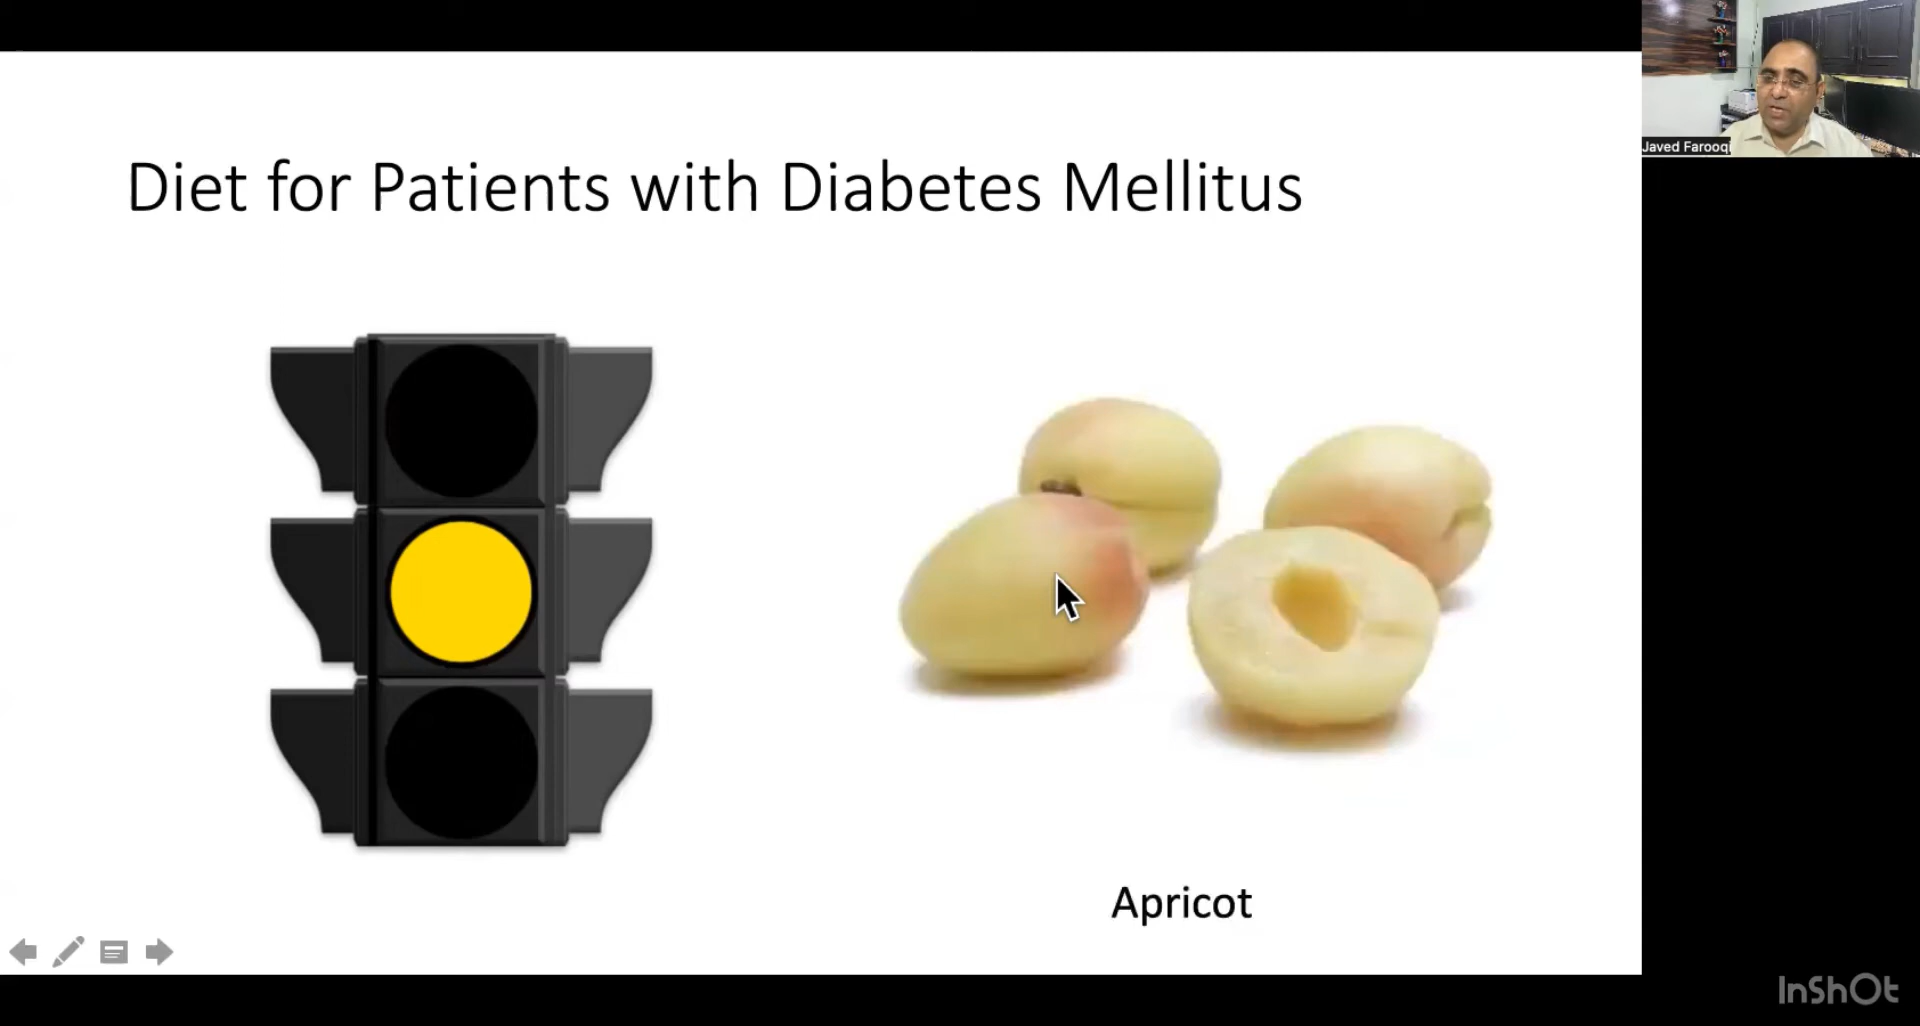 Diet for Patients with Diabetes Mellitus
Javed Farooqi
Apricot
InShOt